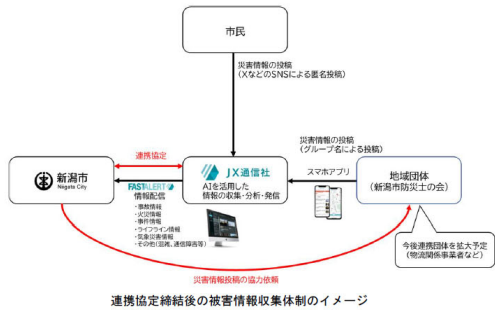 市民
災害情報の投稿
(XなどのSNSによる匿名投稿)
連携協定
災害情報の投稿
(グループ名による投稿)
新潟市
Niigata City
FASTALERT
情報配信
・事故情報
・火災情報
・事件情報
・ライフライン情報
・気象災害情報
・その他(混雑、通信障害等)
JX通信社
AIを活用した
情報の収集・分析・発信
スマホアプリ
地域団体
(新潟市防災士の会)
今後連携団体を拡大予定
(物流関係事業者など)
災害情報投稿の協力依頼
連携協定締結後の被害情報収集体制のイメージ